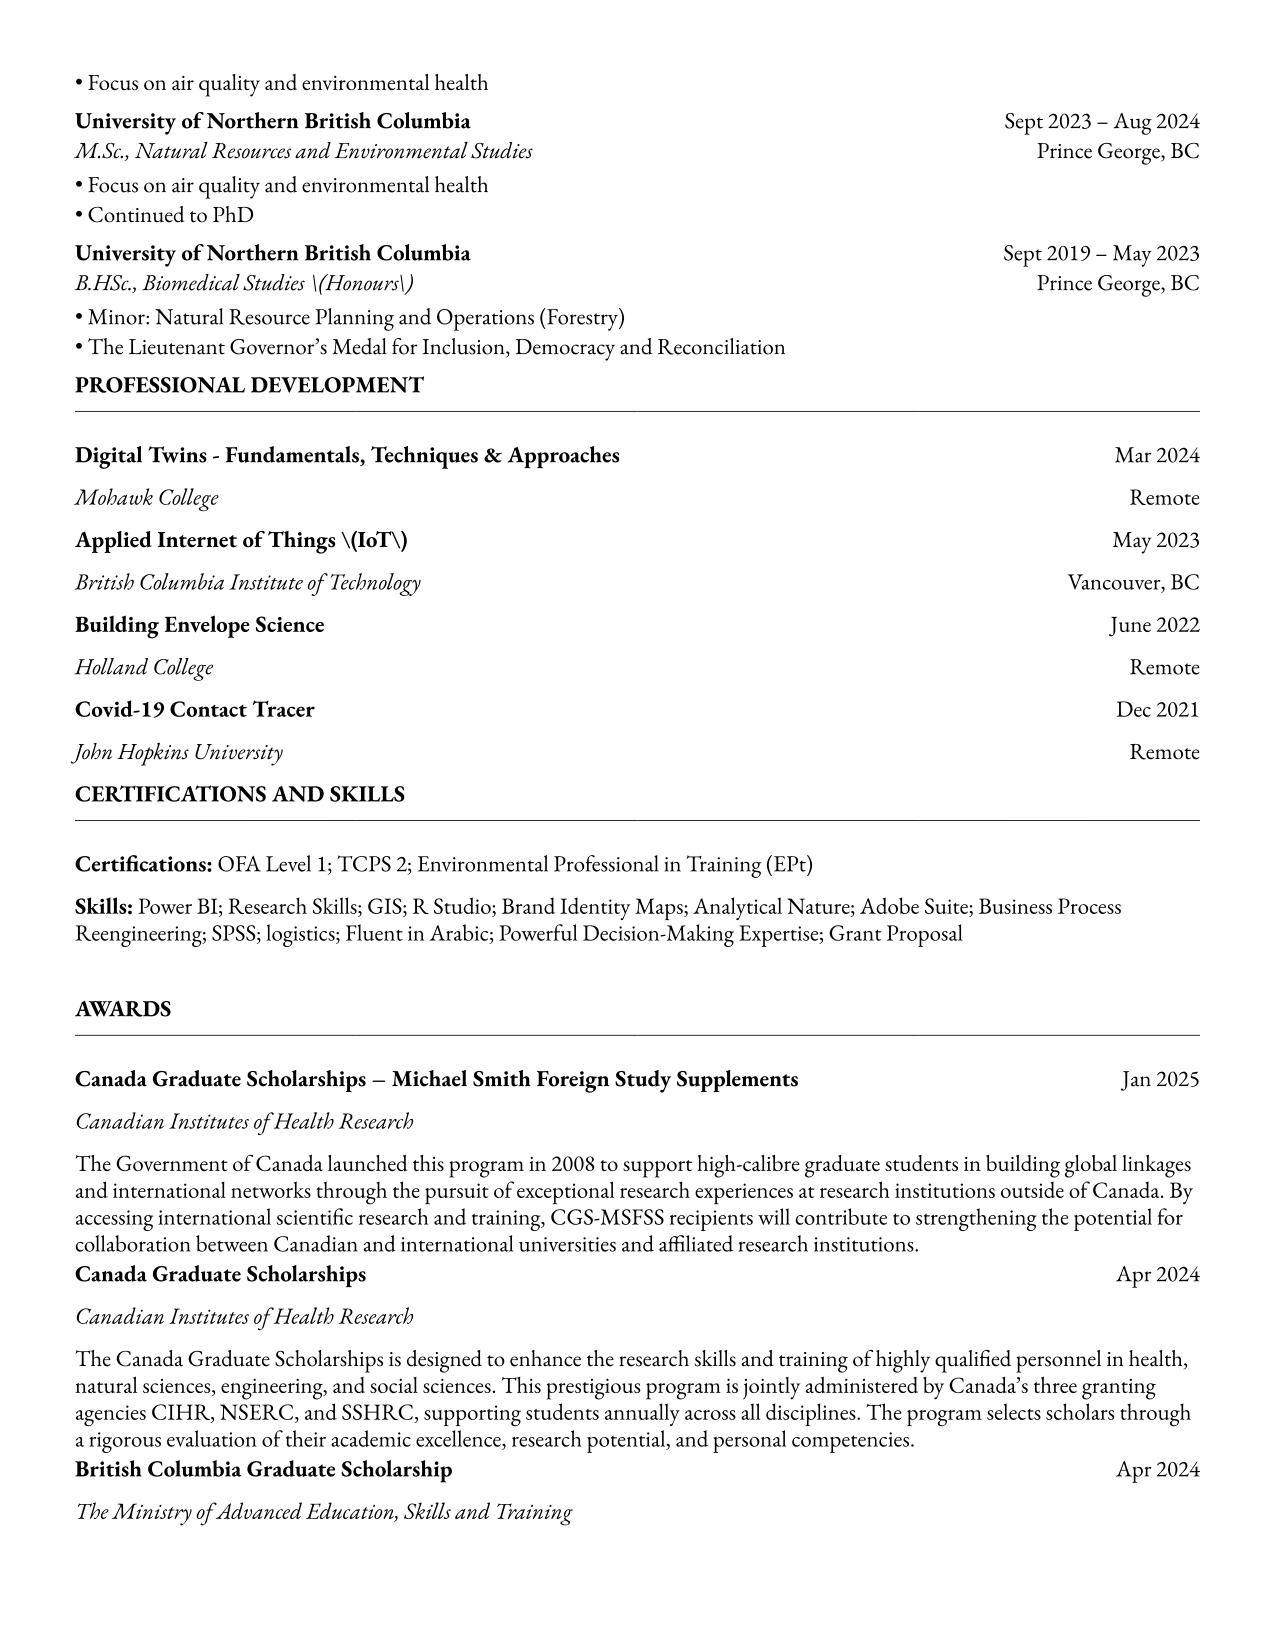 • Focus on air quality and environmental health
University of Northern British Columbia Sept 2023 – Aug 2024
M.Sc., Natural Resources and Environmental Studies Prince George, BC
• Focus on air quality and environmental health
• Continued to PhD
University of Northern British Columbia Sept 2019 – May 2023
B.HSc., Biomedical Studies \(Honours\) Prince George, BC
• Minor: Natural Resource Planning and Operations (Forestry)
• The Lieutenant Governor’s Medal for Inclusion, Democracy and Reconciliation
PROFESSIONAL DEVELOPMENT
Digital Twins - Fundamentals, Techniques & Approaches Mar 2024
Mohawk College Remote
Applied Internet of Things \(IoT\) May 2023
British Columbia Institute of Technology Vancouver, BC
Building Envelope Science June 2022
Holland College Remote
Covid-19 Contact Tracer Dec 2021
John Hopkins University Remote
CERTIFICATIONS AND SKILLS
Certifications: OFA Level 1; TCPS 2; Environmental Professional in Training (EPt)
Skills: Power BI; Research Skills; GIS; R Studio; Brand Identity Maps; Analytical Nature; Adobe Suite; Business Process
Reengineering; SPSS; logistics; Fluent in Arabic; Powerful Decision-Making Expertise; Grant Proposal
AWARDS
Canada Graduate Scholarships – Michael Smith Foreign Study Supplements Jan 2025
Canadian Institutes of Health Research
The Government of Canada launched this program in 2008 to support high-calibre graduate students in building global linkages
and international networks through the pursuit of exceptional research experiences at research institutions outside of Canada. By
accessing international scientific research and training, CGS-MSFSS recipients will contribute to strengthening the potential for
collaboration between Canadian and international universities and affiliated research institutions.
Canada Graduate Scholarships Apr 2024
Canadian Institutes of Health Research
The Canada Graduate Scholarships is designed to enhance the research skills and training of highly qualified personnel in health,
natural sciences, engineering, and social sciences. This prestigious program is jointly administered by Canada’s three granting
agencies CIHR, NSERC, and SSHRC, supporting students annually across all disciplines. The program selects scholars through
a rigorous evaluation of their academic excellence, research potential, and personal competencies.
British Columbia Graduate Scholarship Apr 2024
The Ministry of Advanced Education, Skills and Training